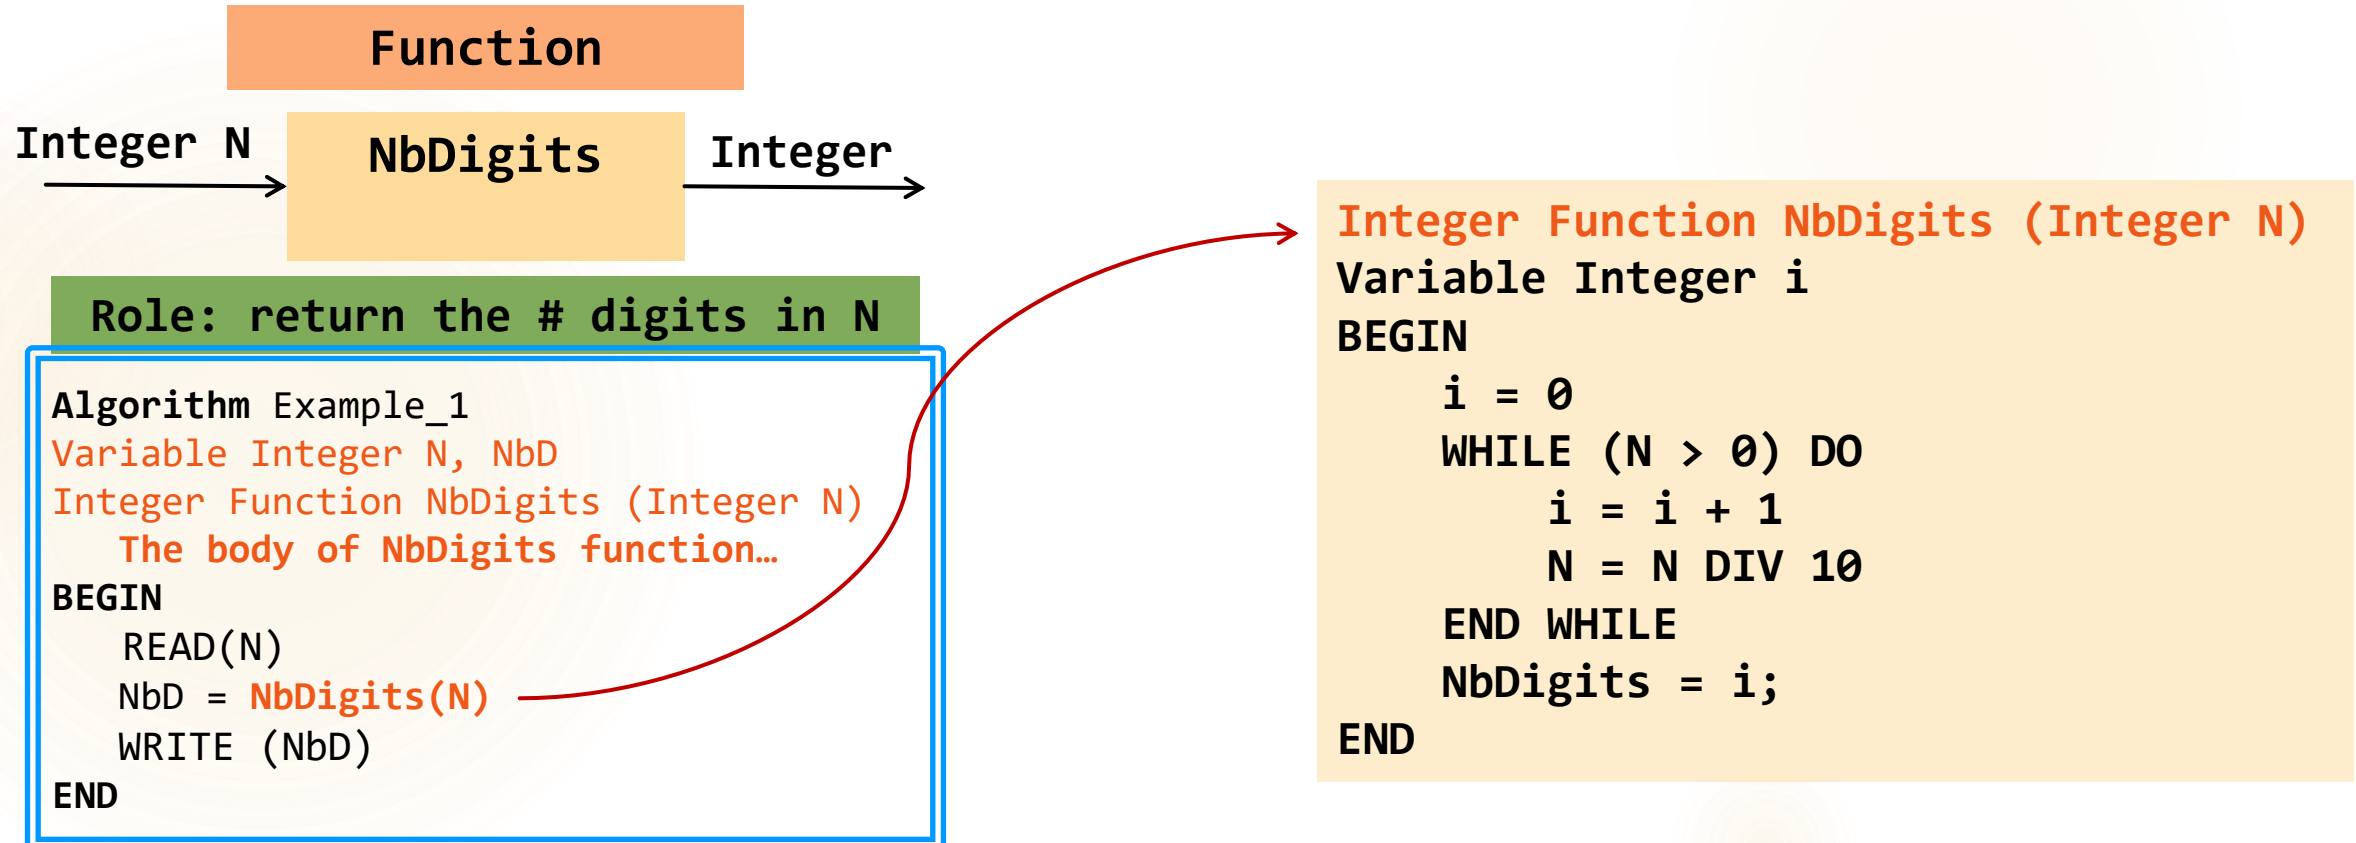 Function
Integer N
NbDigits
Integer
Role: return the # digits in N
Algorithm Example_1
Variable Integer N, NbD
Integer Function NbDigits (Integer N)
The body of NbDigits function…
BEGIN
READ(N)
NbD = NbDigits(N)
WRITE (NbD)
END
Integer Function NbDigits (Integer N)
Variable Integer i
BEGIN
i = 0
WHILE (N > 0) DO
i = i + 1
N = N DIV 10
END WHILE
NbDigits = i;
END